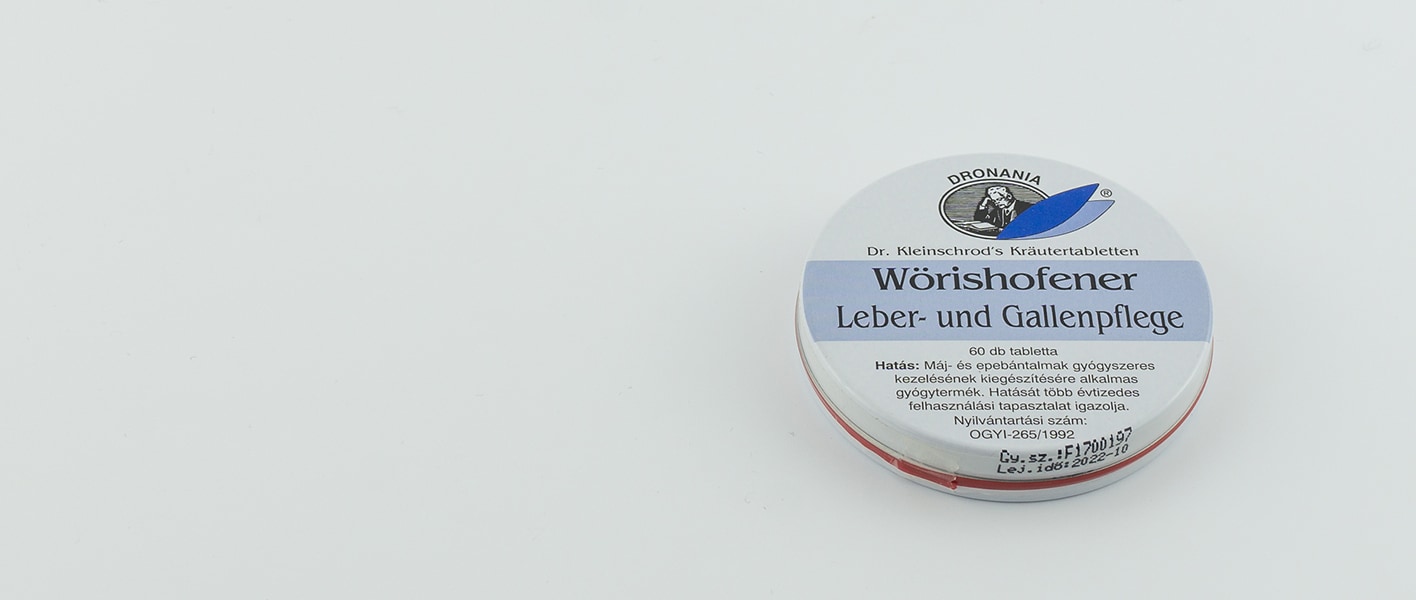 DRONANIA
®
Dr. Kleinschrod's Kräutertabletten
Wörishofener
Leber- und Gallenpflege
60 db tabletta
Hatás: Máj- és epebántalmak gyógyszeres
kezelésének kiegészítésére alkalmas
gyógytermék. Hatását több évtizedes
felhasználási tapasztalat igazolja.
Nyilvántartási szám:
OGYI-265/1992
Gy.sz.:F1700197
Lej.idő:2022-10